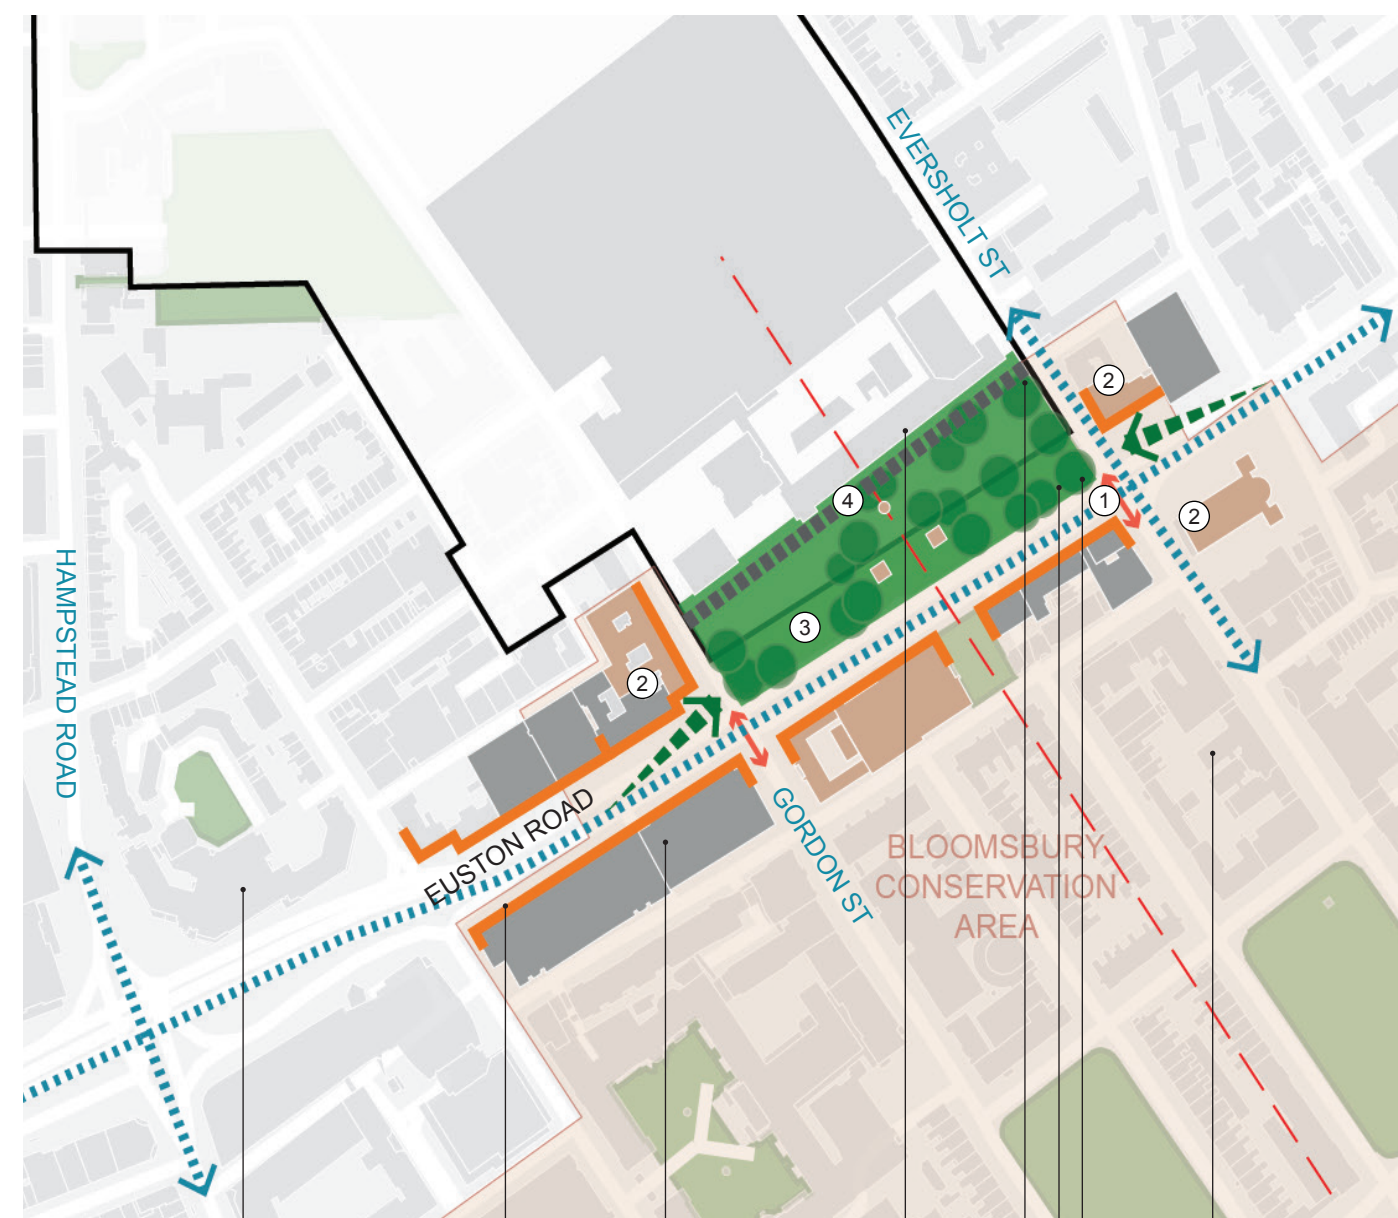 EVERSHOLT ST
2
4
1
2
3
2
HAMPSTEAD ROAD
EUSTON ROAD
GORDON ST
BLOOMSBURY
CONSERVATION
AREA